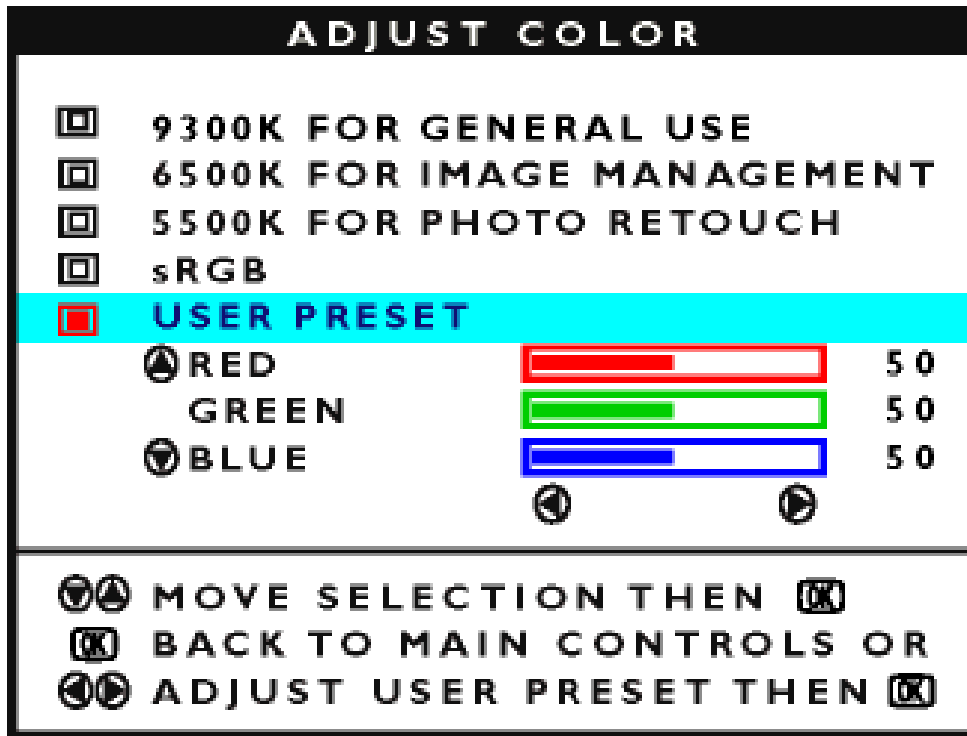 ADJUST COLOR
9300K FOR GENERAL USE
6500K FOR IMAGE MANAGEMENT
5500K FOR PHOTO RETOUCH
sRGB
USER PRESET
RED 50
GREEN 50
BLUE 50
MOVE SELECTION THEN OK
OK BACK TO MAIN CONTROLS OR
ADJUST USER PRESET THEN OK